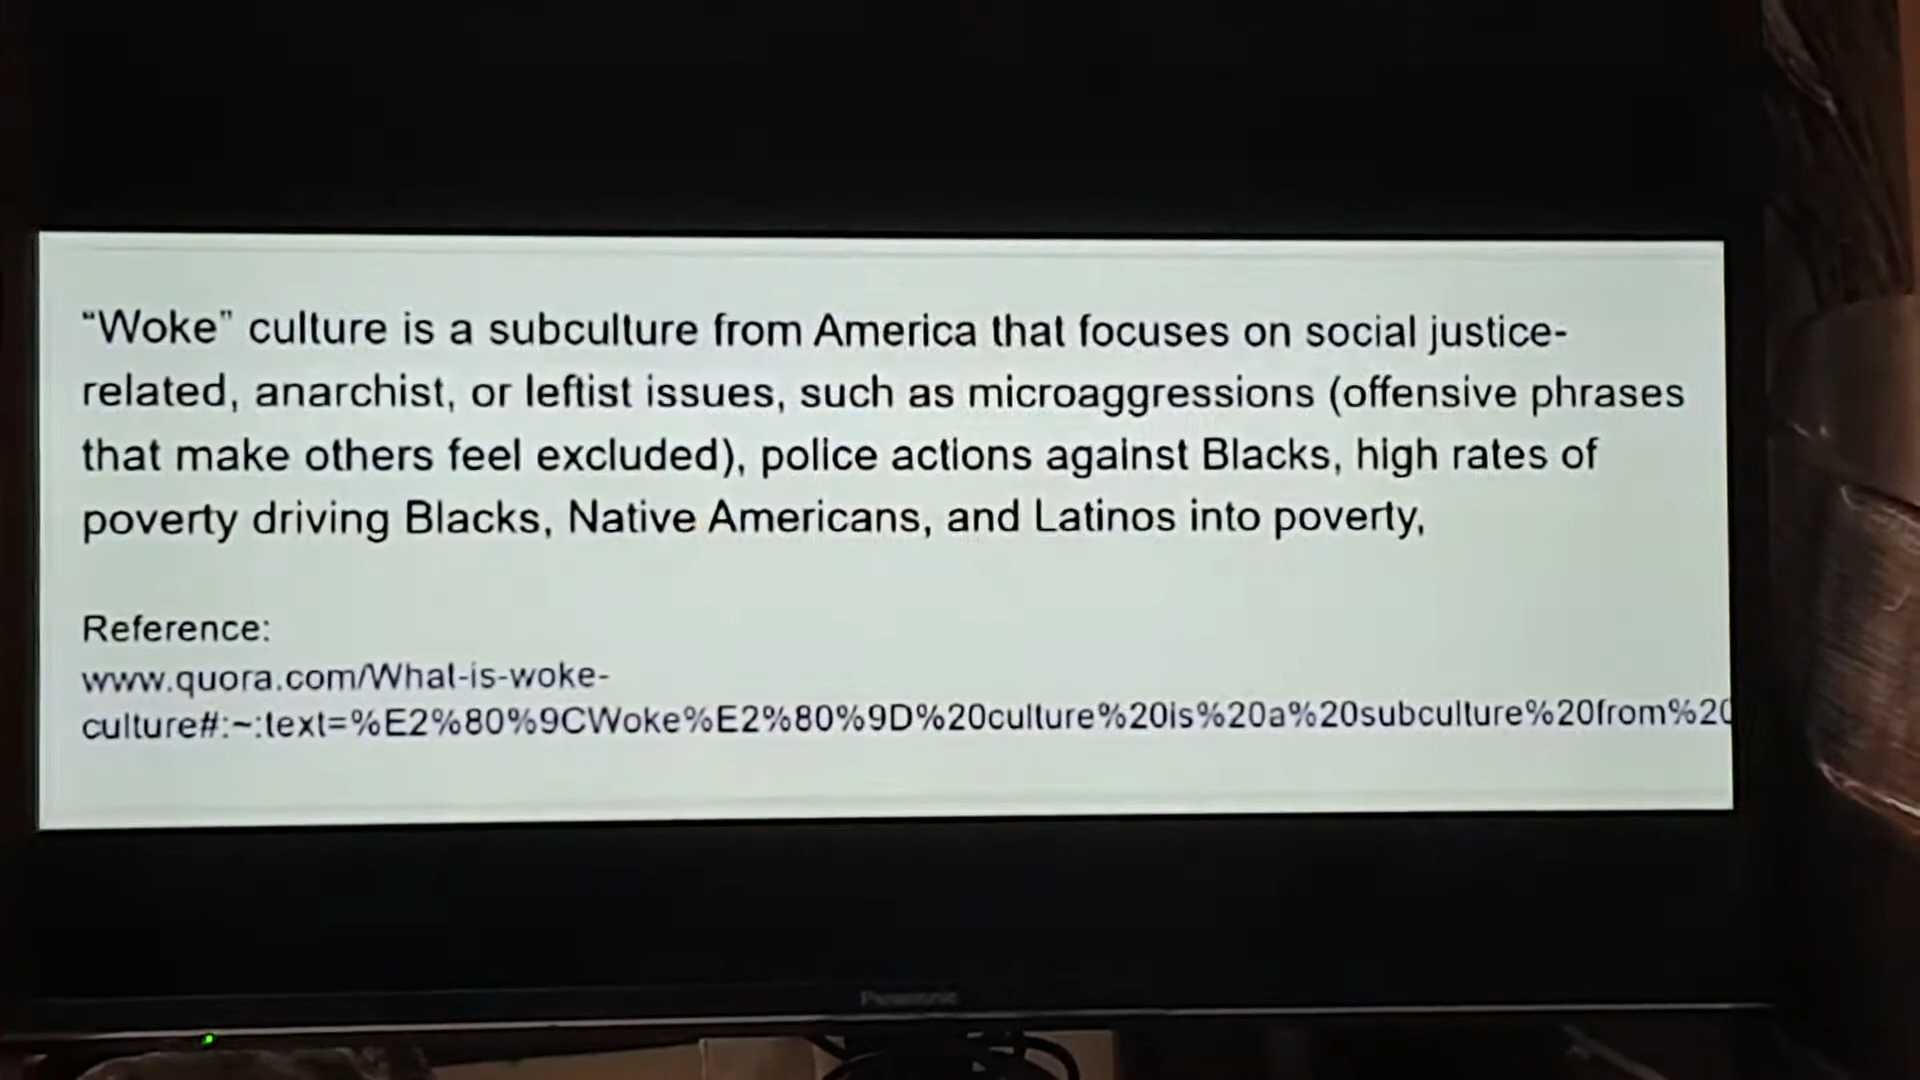 “Woke” culture is a subculture from America that focuses on social justice-
related, anarchist, or leftist issues, such as microaggressions (offensive phrases
that make others feel excluded), police actions against Blacks, high rates of
poverty driving Blacks, Native Americans, and Latinos into poverty,
Reference:
www.quora.com/What-is-woke-
culture#:~:text=%E2%80%9CWoke%E2%80%9D%20culture%20is%20a%20subculture%20from%20
Panasonic